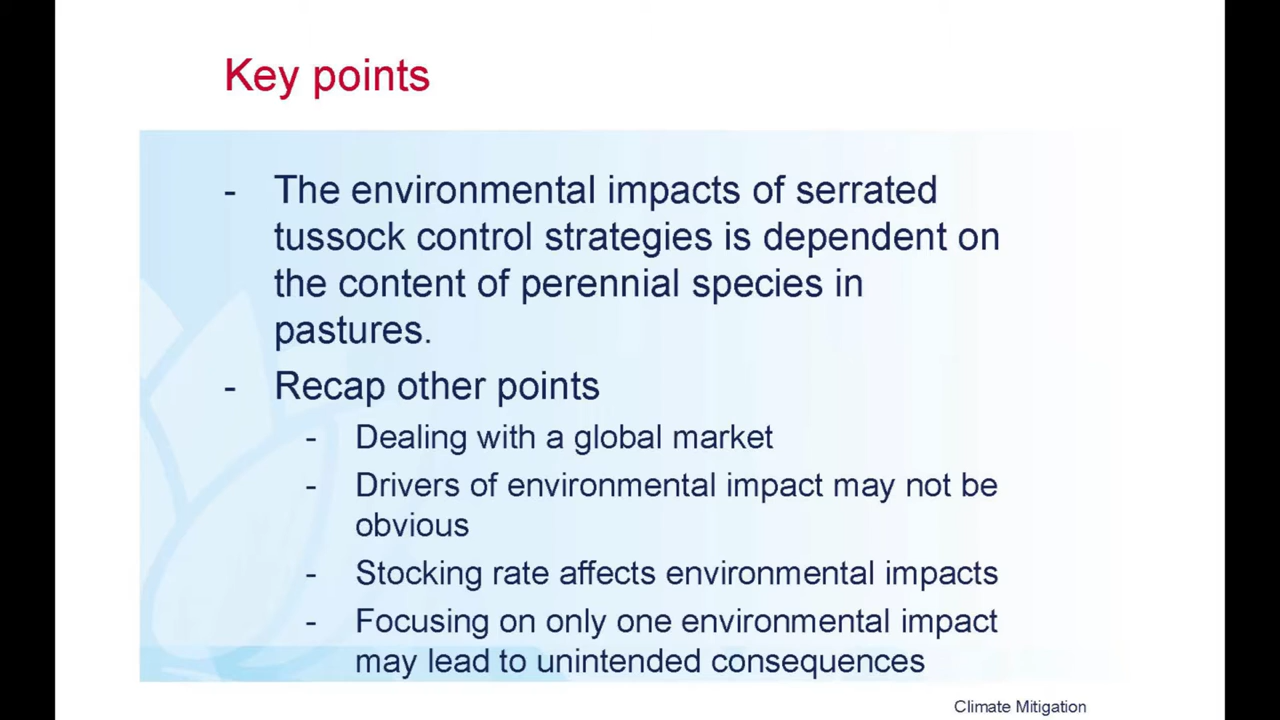 Key points
- The environmental impacts of serrated
tussock control strategies is dependent on
the content of perennial species in
pastures.
- Recap other points
- Dealing with a global market
- Drivers of environmental impact may not be
obvious
- Stocking rate affects environmental impacts
- Focusing on only one environmental impact
may lead to unintended consequences
Climate Mitigation